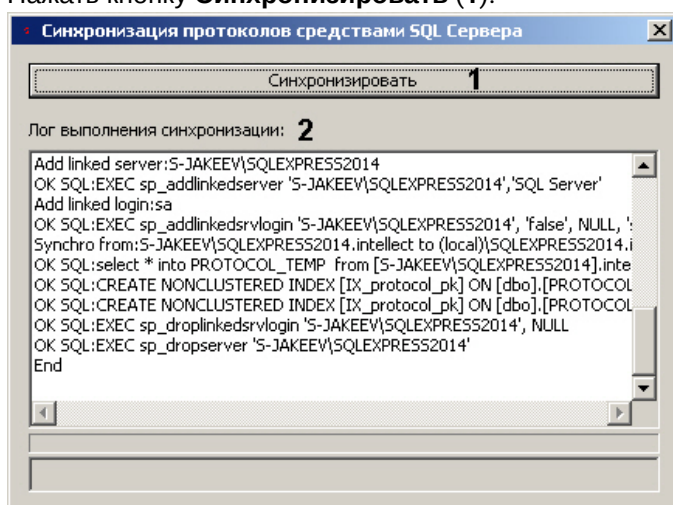 Нажать кнопку Синхронизировать (1).
Синхронизация протоколов средствами SQL Сервера
Синхронизировать 1
Лог выполнения синхронизации: 2
Add linked server:S-JAKEEV\SQLEXPRESS2014
OK SQL:EXEC sp_addlinkedserver 'S-JAKEEV\SQLEXPRESS2014','SQL Server'
Add linked login:sa
OK SQL:EXEC sp_addlinkedsrvlogin 'S-JAKEEV\SQLEXPRESS2014', 'false', NULL, '
Synchro from:S-JAKEEV\SQLEXPRESS2014.intellect to (local)\SQLEXPRESS2014.i
OK SQL:select * into PROTOCOL_TEMP from [S-JAKEEV\SQLEXPRESS2014].inte
OK SQL:CREATE NONCLUSTERED INDEX [IX_protocol_pk] ON [dbo].[PROTOCOL
OK SQL:CREATE NONCLUSTERED INDEX [IX_protocol_pk] ON [dbo].[PROTOCOL
OK SQL:EXEC sp_droplinkedsrvlogin 'S-JAKEEV\SQLEXPRESS2014', NULL
OK SQL:EXEC sp_dropserver 'S-JAKEEV\SQLEXPRESS2014'
End